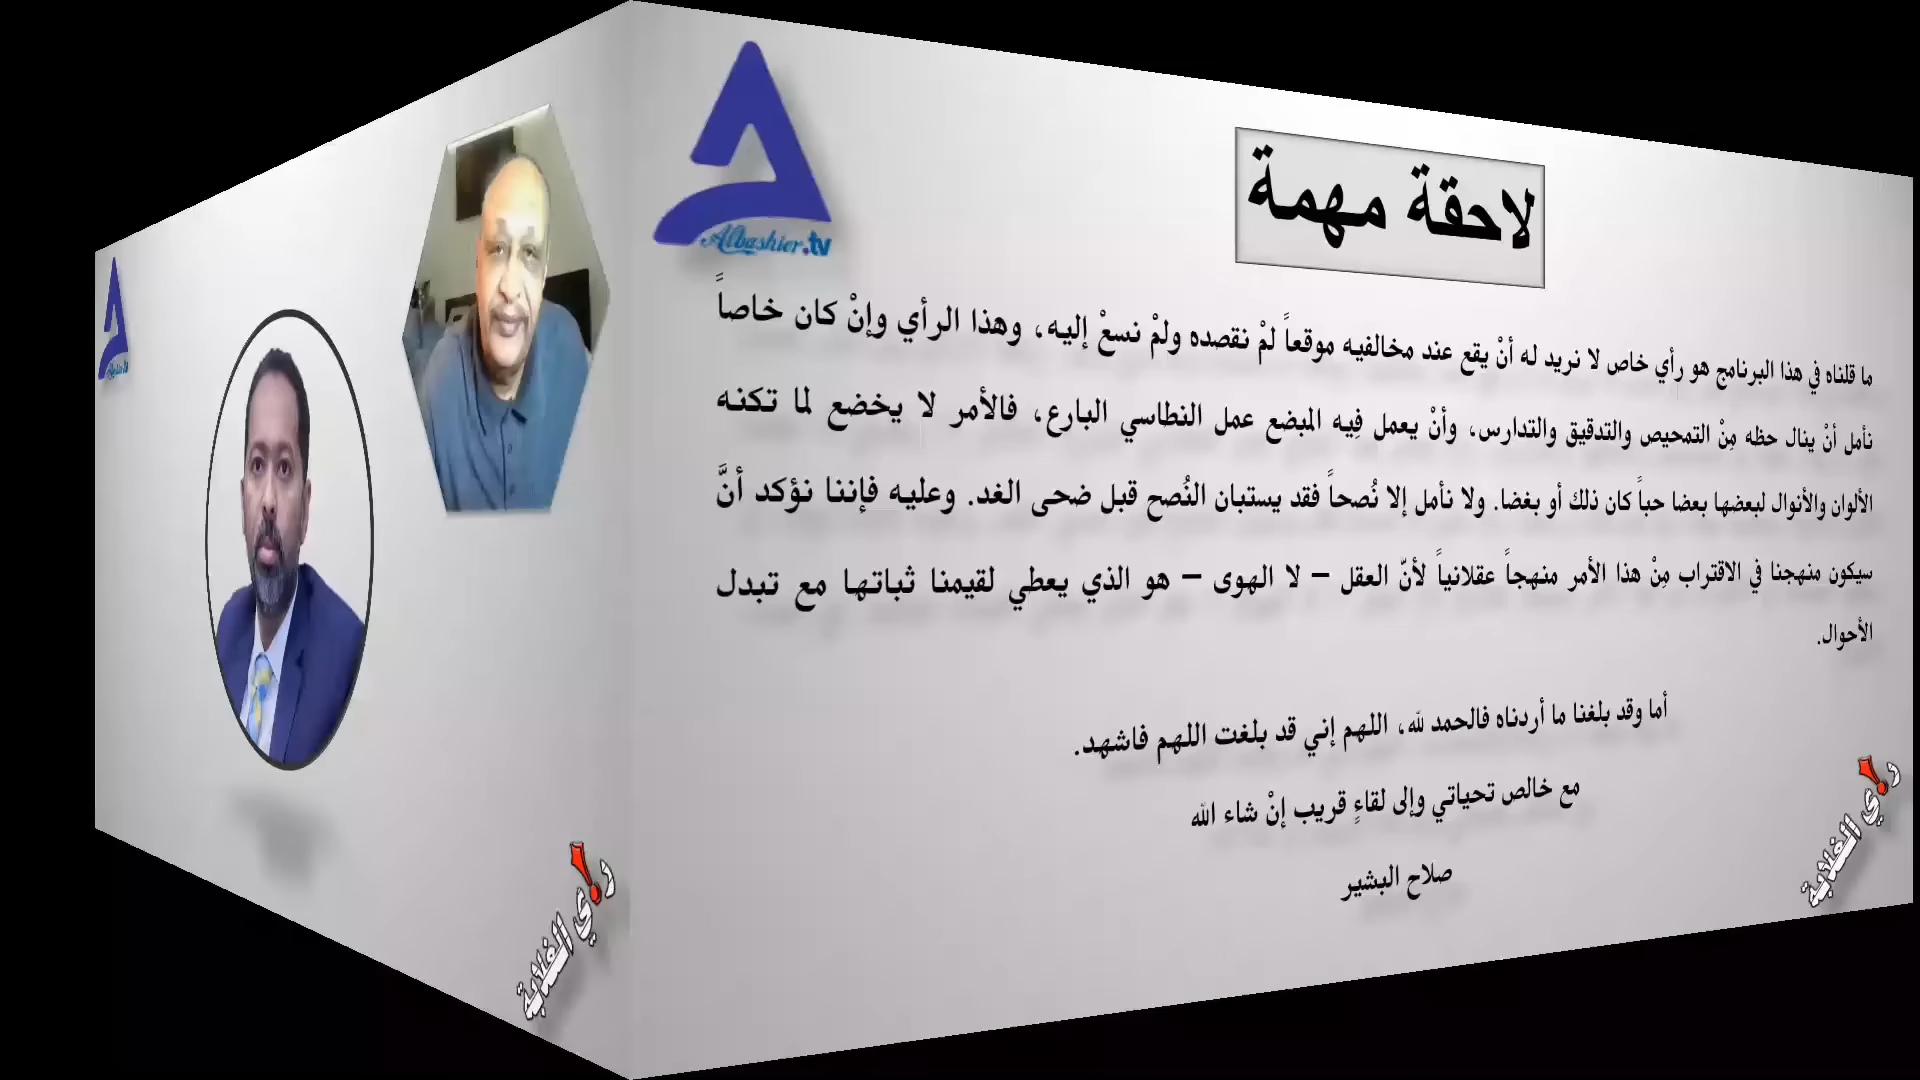 Albashier.tv
لاحقة مهمة
ما قلناه في هذا البرنامج هو رأي خاص لا نريد له أنْ يقع عند مخالفيه موقعاً لمْ نقصده ولمْ نسعْ إليه، وهذا الرأي وإنْ كان خاصاً
نأمل أنْ ينال حظه مِنْ التمحيص والتدقيق والتدارس، وأنْ يعمل فِيه المبضع عمل النطاسي البارع، فالأمر لا يخضع لما تكنه
الألوان والأنوال لبعضها بعضا حباً كان ذلك أو بغضا. ولا نأمل إلا نُصحاً فقد يستبان النُصح قبل ضحى الغد. وعليه فإننا نؤكد أنَّ
سيكون منهجنا في الاقتراب مِنْ هذا الأمر منهجاً عقلانياً لأنّ العقل – لا الهوى – هو الذي يعطي لقيمنا ثباتها مع تبدل
الأحوال.
أما وقد بلغنا ما أردناه فالحمد لله، اللهم إني قد بلغت اللهم فاشهد.
مع خالص تحياتي وإلى لقاءٍ قريب إنْ شاء الله
صلاح البشير
رأي الغلابة
رأي الغلابة